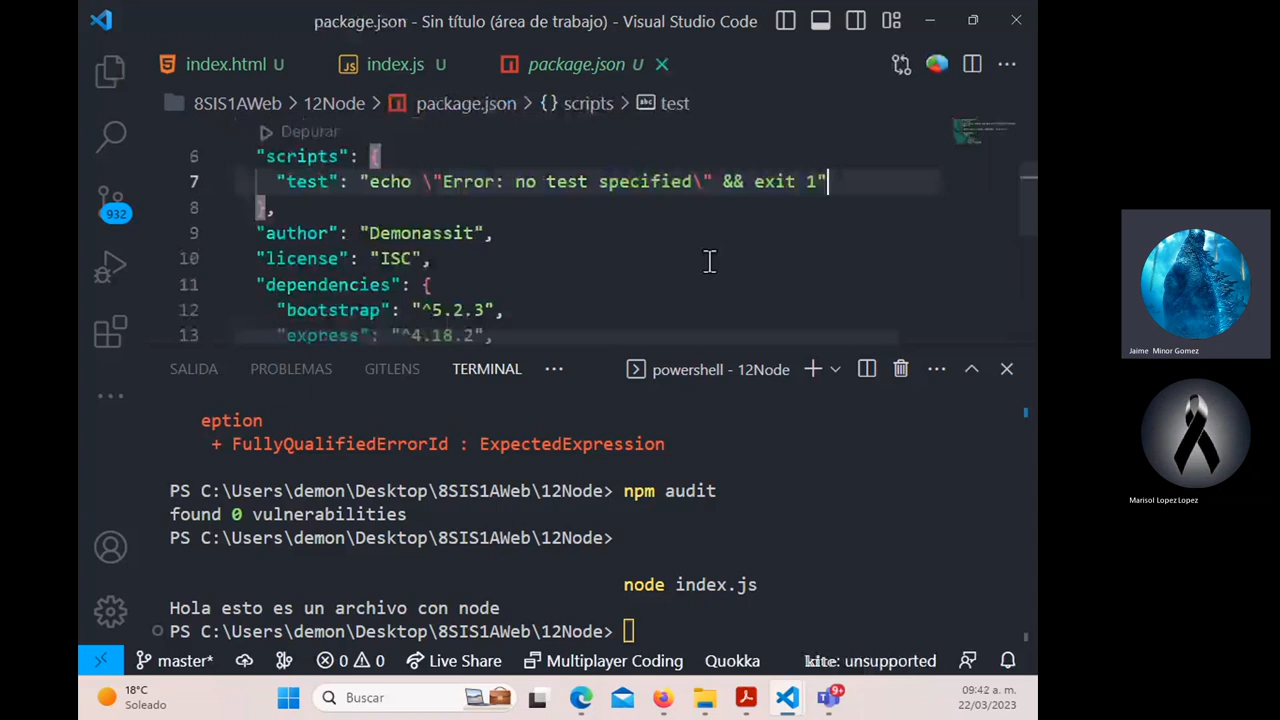 package.json - Sin título (área de trabajo) - Visual Studio Code
index.html U
index.js U
package.json U
8SIS1AWeb > 12Node > package.json > {} scripts > abc test
Depurar
6 "scripts": {
7 "test": "echo \"Error: no test specified\" && exit 1"
8 },
9 "author": "Demonassit",
10 "license": "ISC",
11 "dependencies": {
12 "bootstrap": "^5.2.3",
13 "express": "^4.18.2",
932
SALIDA PROBLEMAS GITLENS TERMINAL ··· powershell - 12Node
eption
+ FullyQualifiedErrorId : ExpectedExpression
PS C:\Users\demon\Desktop\8SIS1AWeb\12Node> npm audit
found 0 vulnerabilities
PS C:\Users\demon\Desktop\8SIS1AWeb\12Node>
node index.js
Hola esto es un archivo con node
PS C:\Users\demon\Desktop\8SIS1AWeb\12Node>
master* 0 0 Live Share Multiplayer Coding Quokka kite: unsupported
18°C
Soleado
Buscar
9+
09:42 a. m.
22/03/2023
Jaime Minor Gomez
Marisol Lopez Lopez